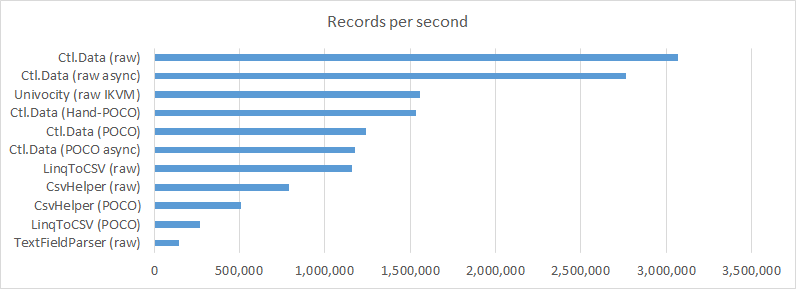 Records per second
Ctl.Data (raw)
Ctl.Data (raw async)
Univocity (raw IKVM)
Ctl.Data (Hand-POCO)
Ctl.Data (POCO)
Ctl.Data (POCO async)
LinqToCSV (raw)
CsvHelper (raw)
CsvHelper (POCO)
LinqToCSV (POCO)
TextFieldParser (raw)
0 500,000 1,000,000 1,500,000 2,000,000 2,500,000 3,000,000 3,500,000